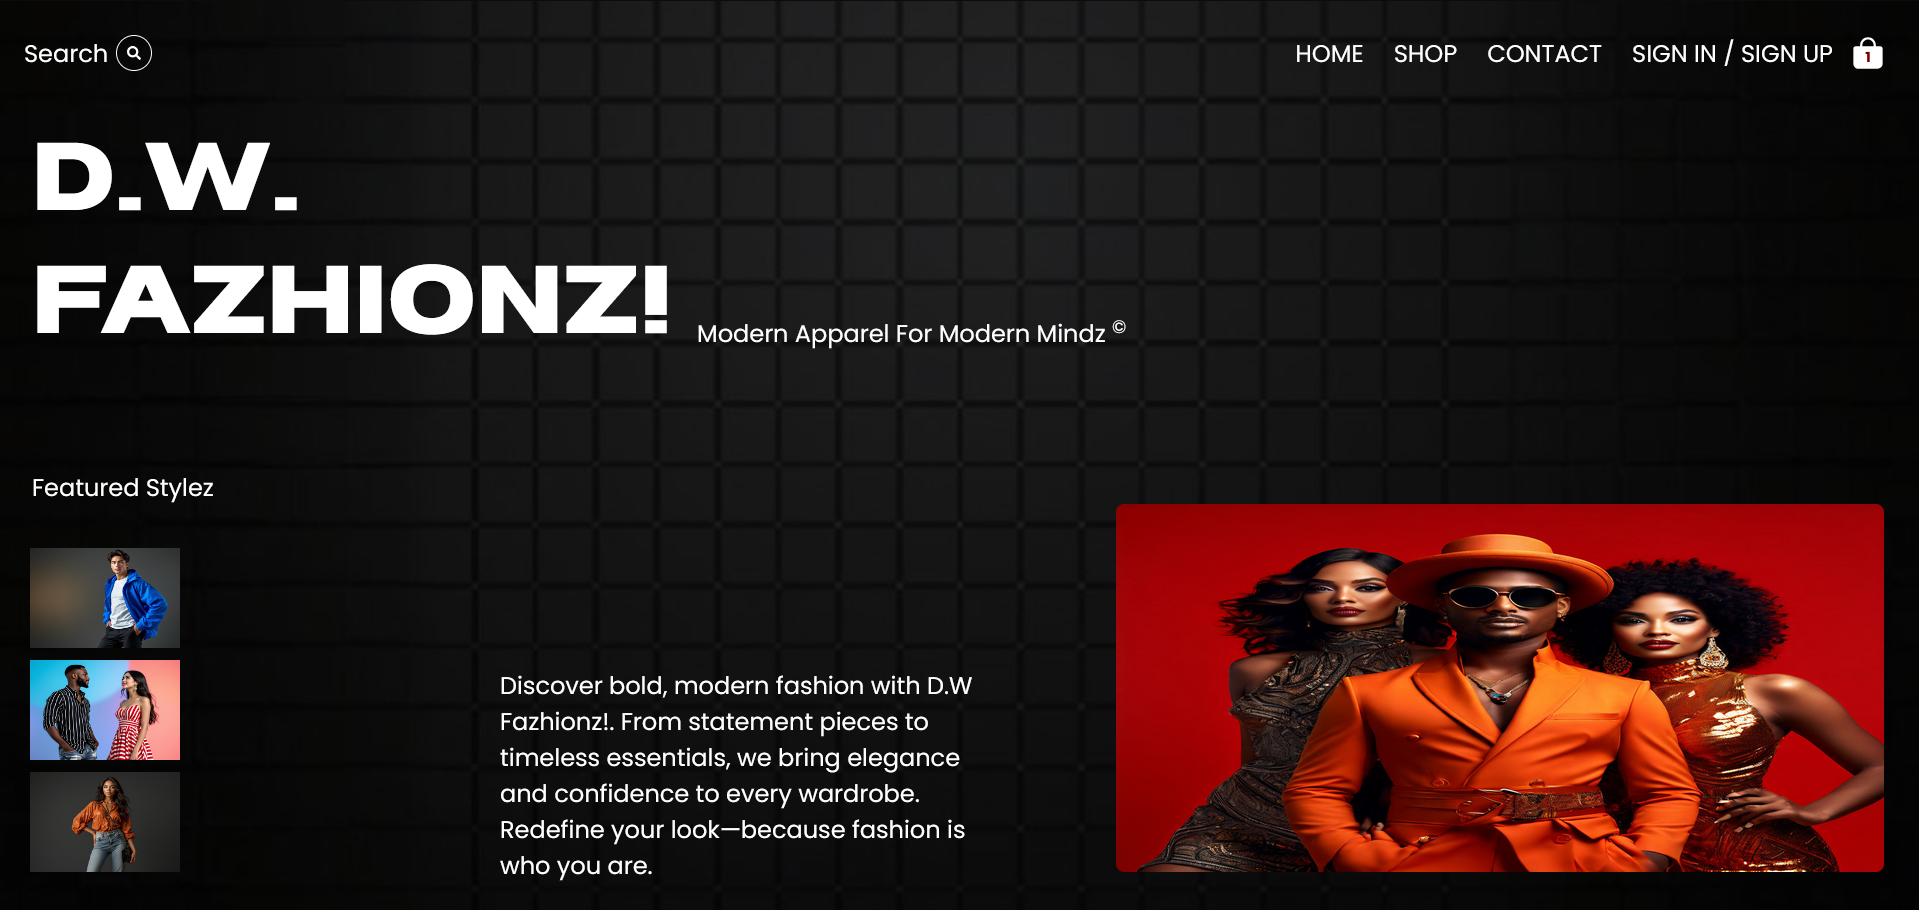 Search
HOME SHOP CONTACT SIGN IN / SIGN UP 1
D.W.
FAZHIONZ!
Modern Apparel For Modern Mindz ©
Featured Stylez
Discover bold, modern fashion with D.W
Fazhionz!. From statement pieces to
timeless essentials, we bring elegance
and confidence to every wardrobe.
Redefine your look—because fashion is
who you are.